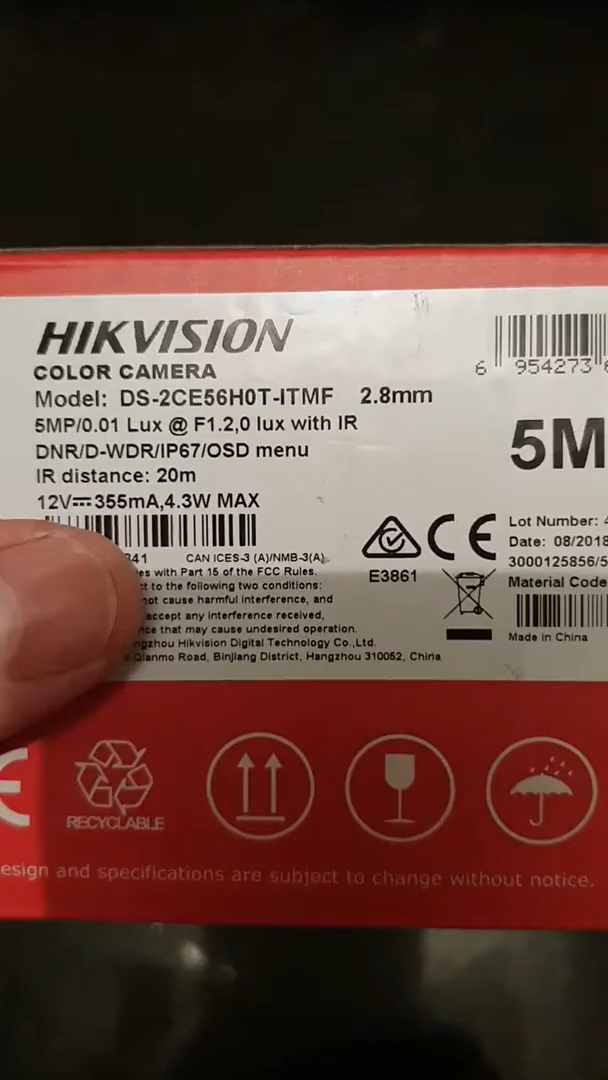 HIKVISION
COLOR CAMERA
Model: DS-2CE56H0T-ITMF 2.8mm
5MP/0.01 Lux @ F1.2,0 lux with IR
DNR/D-WDR/IP67/OSD menu
IR distance: 20m
12V⎓355mA,4.3W MAX
341 CAN ICES-3 (A)/NMB-3(A)
with Part 15 of the FCC Rules.
to the following two conditions:
not cause harmful interference, and
accept any interference received,
that may cause undesired operation.
Hikvision Digital Technology Co.,Ltd.
Qianmo Road, Binjiang District, Hangzhou 310052, China
E3861
CE
6 954273
5M
Lot Number: 4
Date: 08/2018
3000125856/5
Material Code
Made in China
RECYCLABLE
esign and specifications are subject to change without notice.